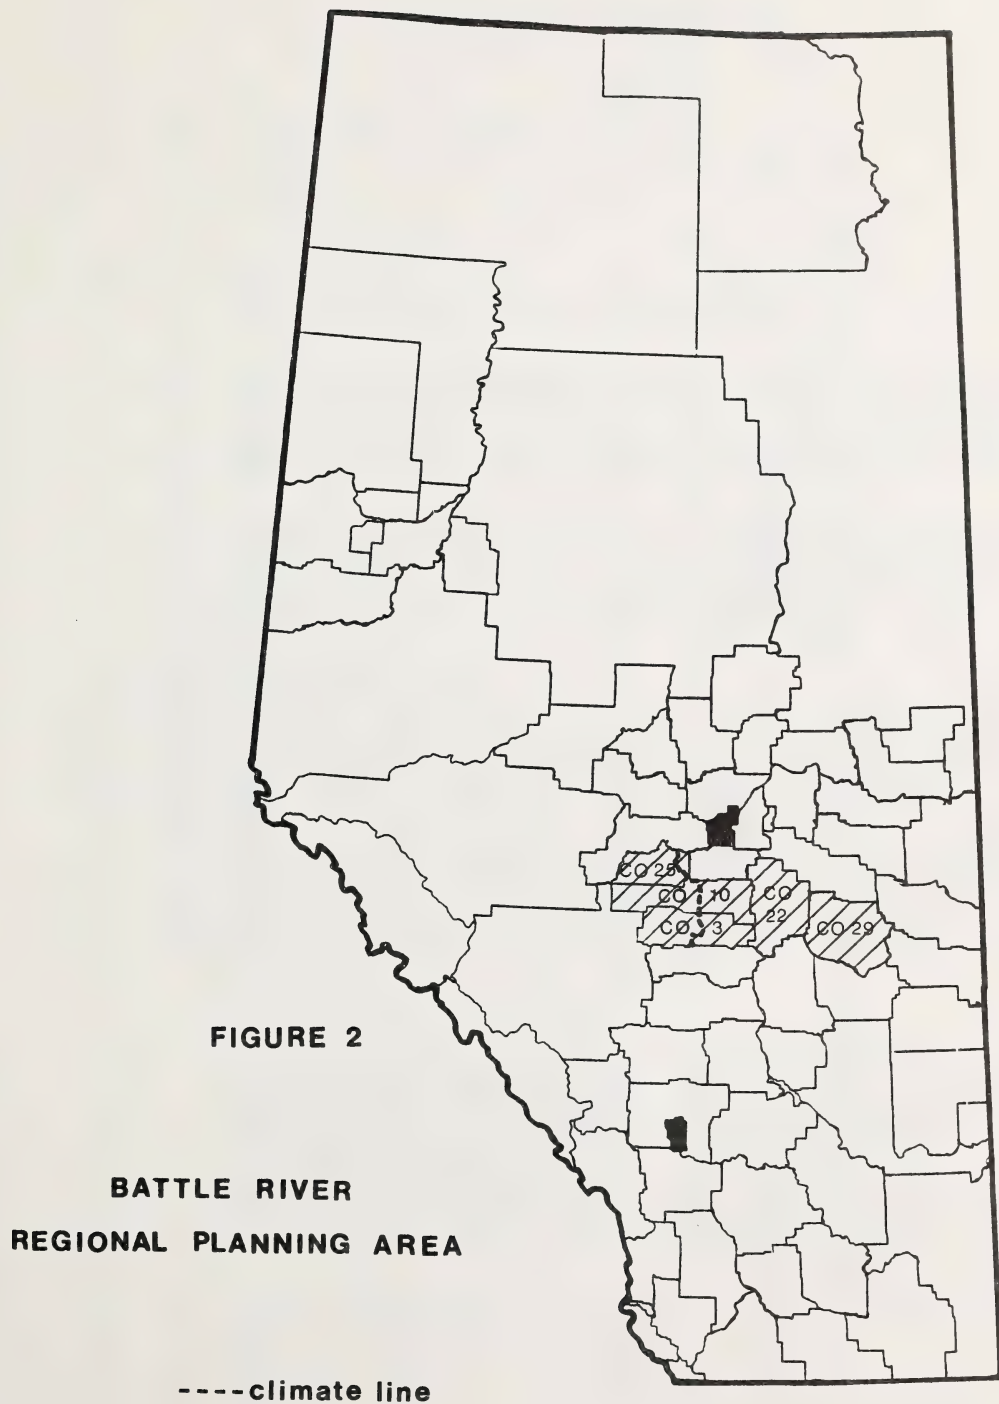 CO 25
CO 10
CO 22
CO 3
CO 29
FIGURE 2
BATTLE RIVER
REGIONAL PLANNING AREA
----climate line